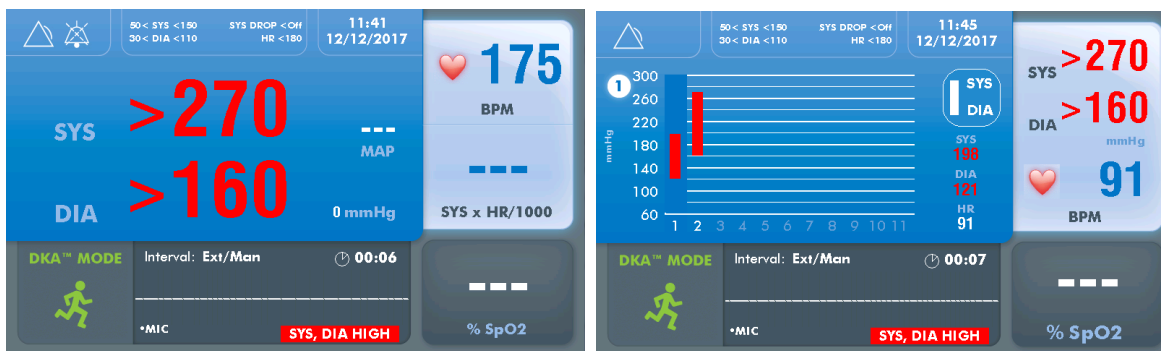 50< SYS <150 SYS DROP <Off
30< DIA <110 HR <180
11:41
12/12/2017
175
BPM
SYS >270
---
MAP
DIA >160
0 mmHg
---
SYS x HR/1000
DKA™ MODE
Interval: Ext/Man 00:06
•MIC
SYS, DIA HIGH
---
% SpO2
50< SYS <150 SYS DROP <Off
30< DIA <110 HR <180
11:45
12/12/2017
1
mmHg
300
260
220
180
140
100
60
1 2 3 4 5 6 7 8 9 10 11
SYS
DIA
SYS
198
DIA
121
HR
91
SYS >270
DIA >160
mmHg
91
BPM
DKA™ MODE
Interval: Ext/Man 00:07
•MIC
SYS, DIA HIGH
---
% SpO2